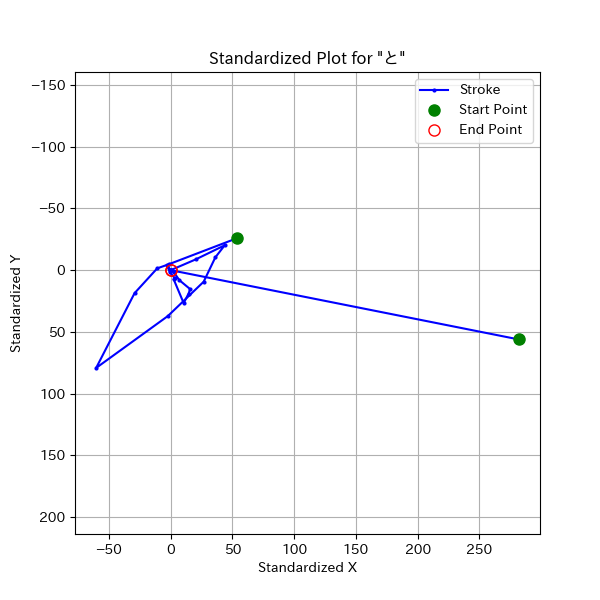 Standardized Plot for "と"
Stroke
Start Point
End Point
−150
−100
−50
0
50
100
150
200
Standardized Y
−50 0 50 100 150 200 250
Standardized X